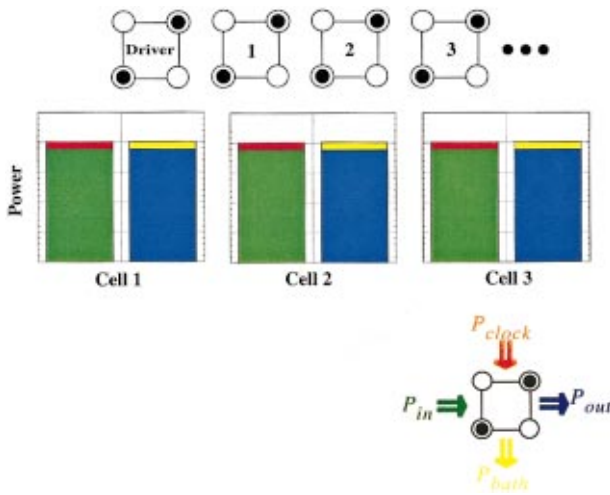 Driver 1 2 3
Power
Cell 1 Cell 2 Cell 3
P_clock
P_in P_out
P_bath